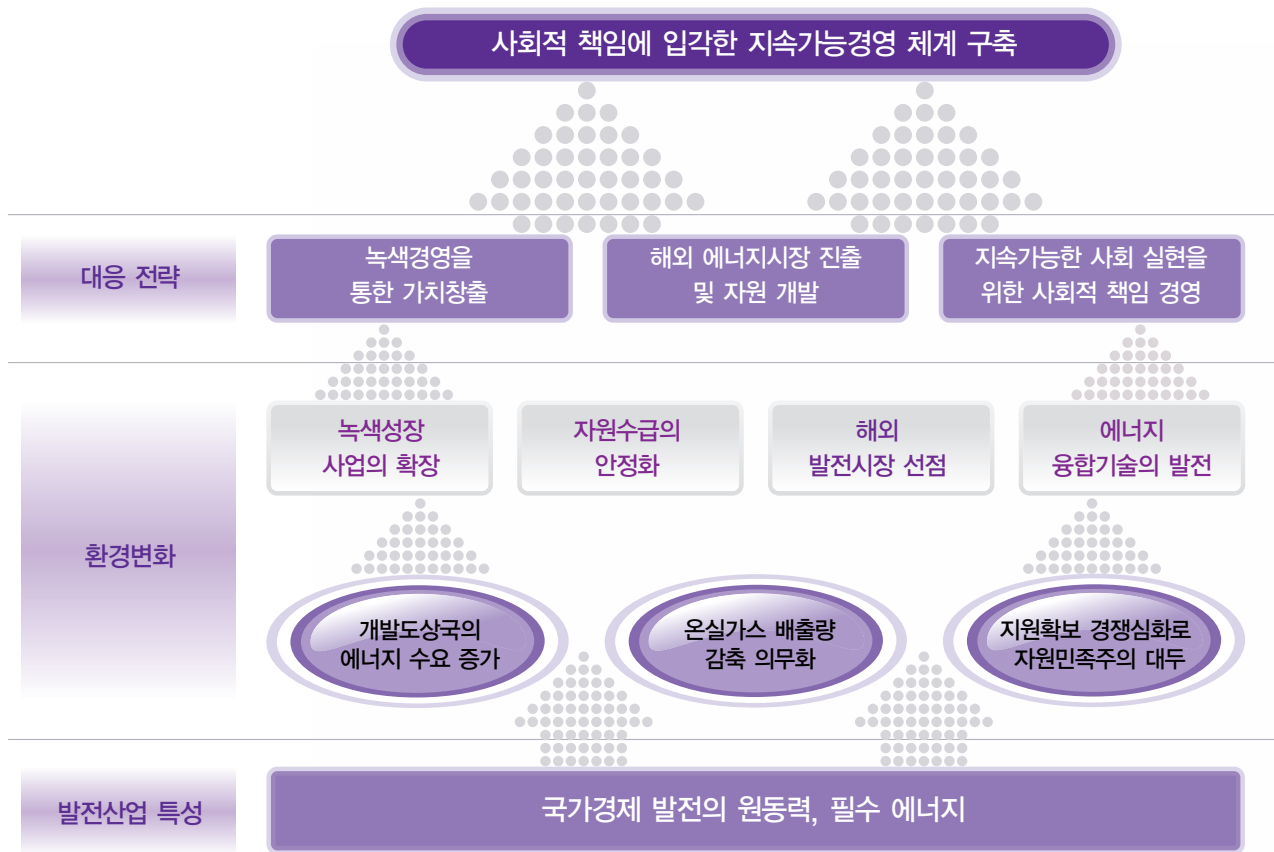 사회적 책임에 입각한 지속가능경영 체계 구축
대응 전략
녹색경영을
통한 가치창출
해외 에너지시장 진출
및 자원 개발
지속가능한 사회 실현을
위한 사회적 책임 경영
환경변화
녹색성장
사업의 확장
자원수급의
안정화
해외
발전시장 선점
에너지
융합기술의 발전
개발도상국의
에너지 수요 증가
온실가스 배출량
감축 의무화
지원확보 경쟁심화로
자원민족주의 대두
발전산업 특성
국가경제 발전의 원동력, 필수 에너지